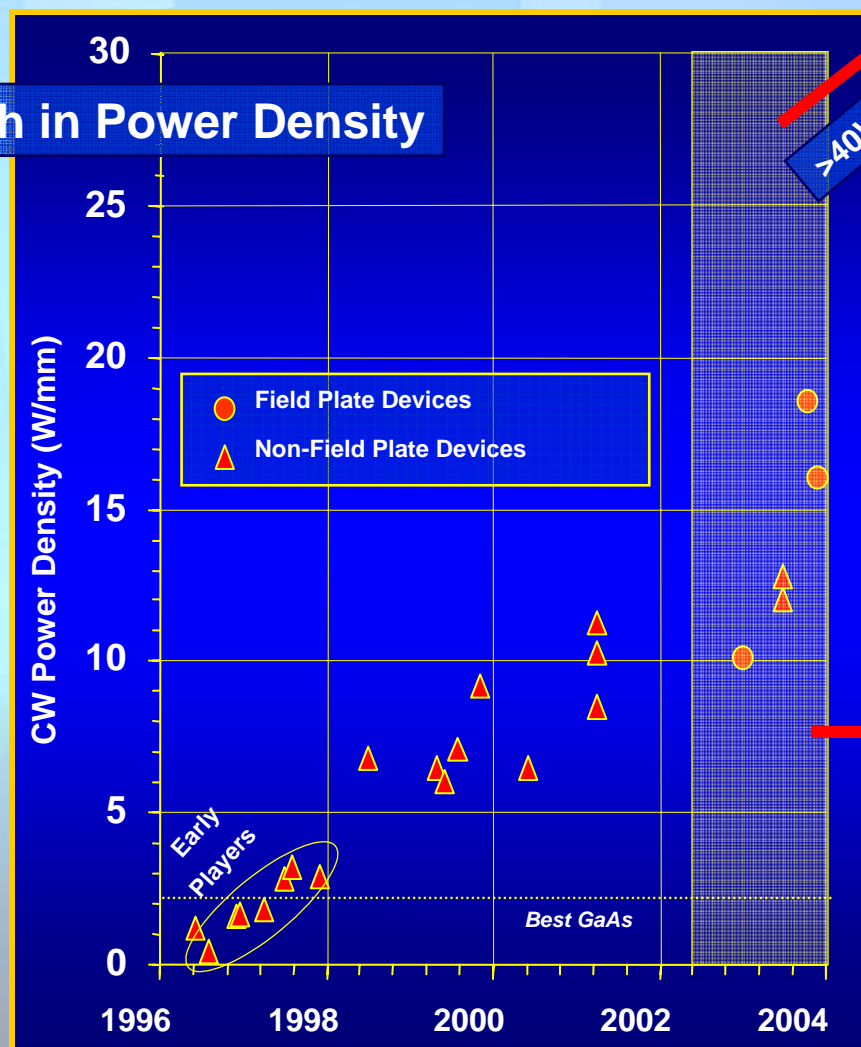 30
h in Power Density
>40
25
20
Field Plate Devices
Non-Field Plate Devices
15
CW Power Density (W/mm)
10
5
Early
Players
Best GaAs
0
1996 1998 2000 2002 2004